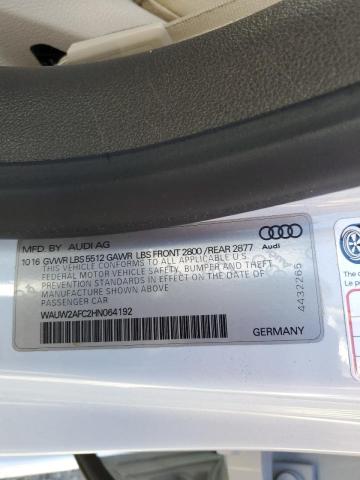 MFD BY AUDI AG
10 16 GVWR LBS 5512 GAWR LBS FRONT 2800 /REAR 2877
THIS VEHICLE CONFORMS TO ALL APPLICABLE U.S.
FEDERAL MOTOR VEHICLE SAFETY, BUMPER AND THEFT
PREVENTION STANDARDS IN EFFECT ON THE DATE OF
MANUFACTURE SHOWN ABOVE
PASSENGER CAR
WAUW2AFC2HN064192
Audi
GERMANY
4432265
The c
Le p